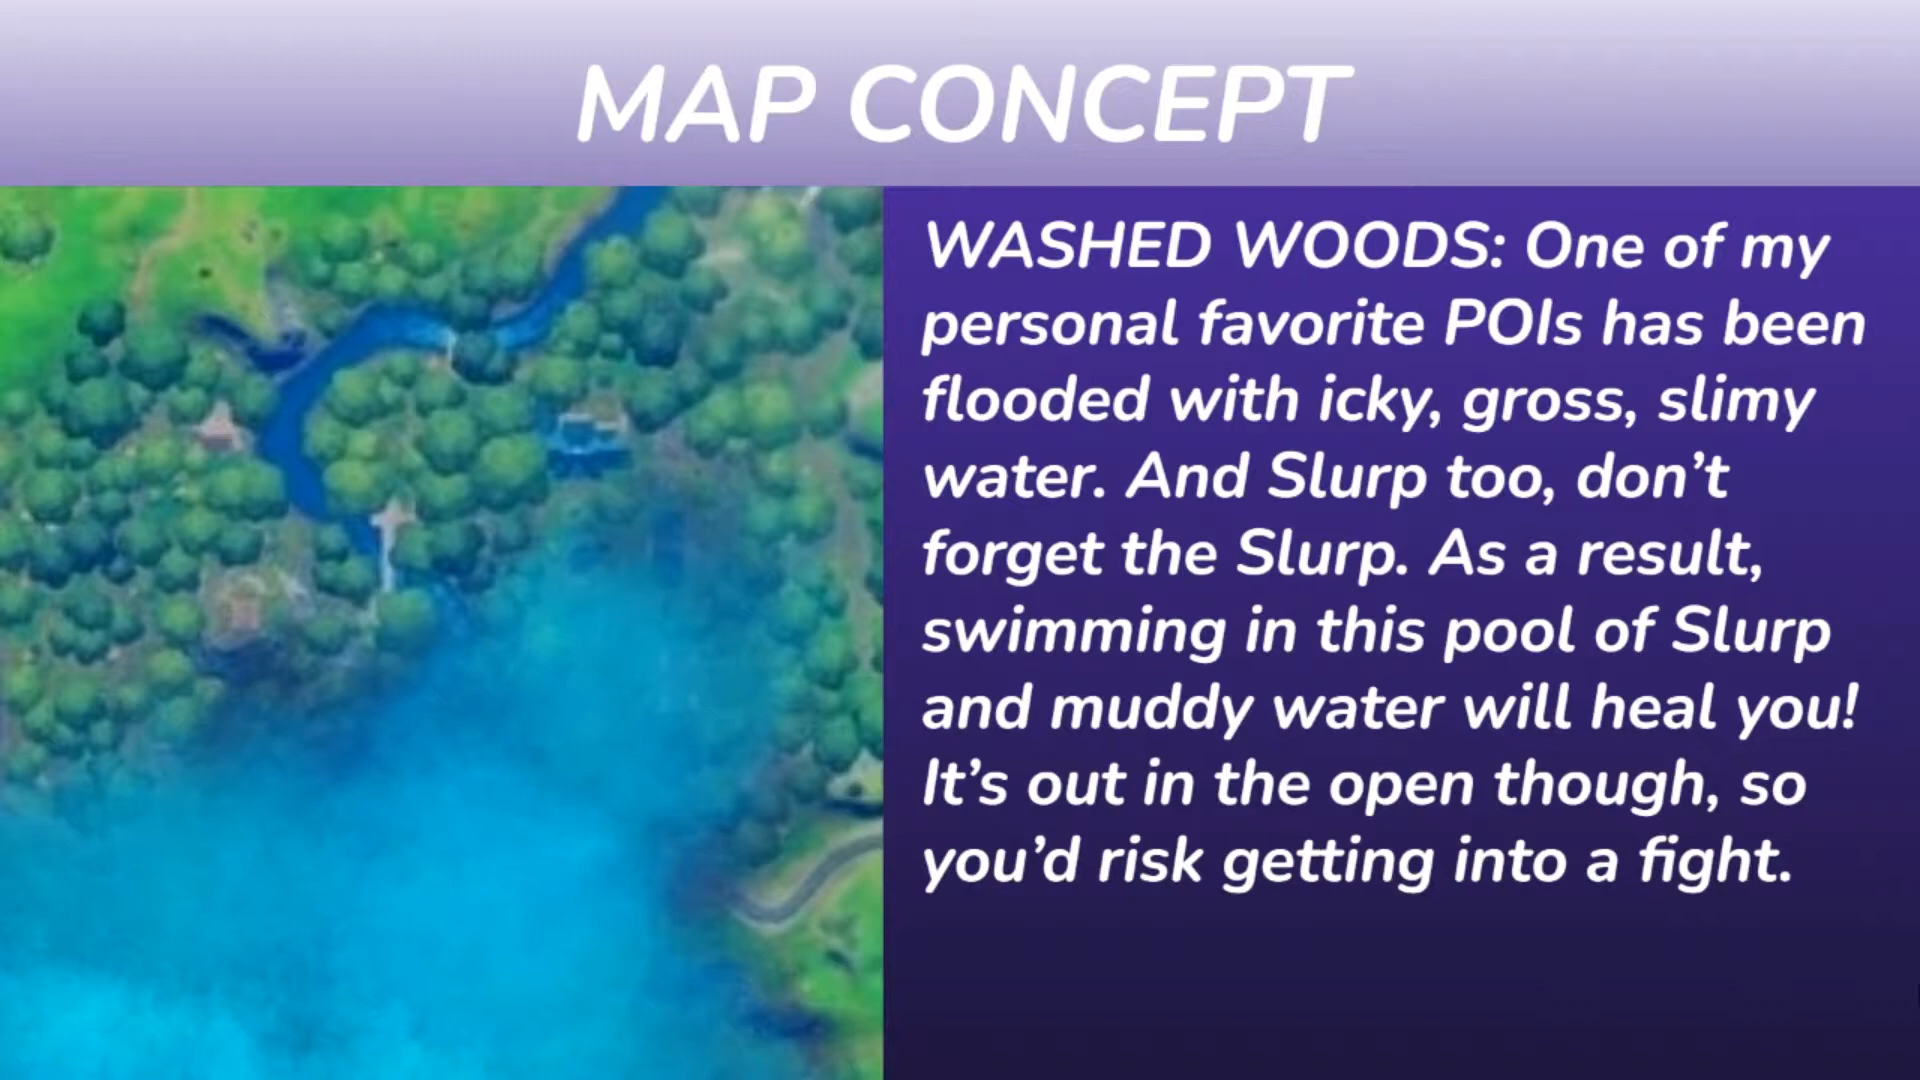 MAP CONCEPT
WASHED WOODS: One of my
personal favorite POIs has been
flooded with icky, gross, slimy
water. And Slurp too, don’t
forget the Slurp. As a result,
swimming in this pool of Slurp
and muddy water will heal you!
It’s out in the open though, so
you’d risk getting into a fight.